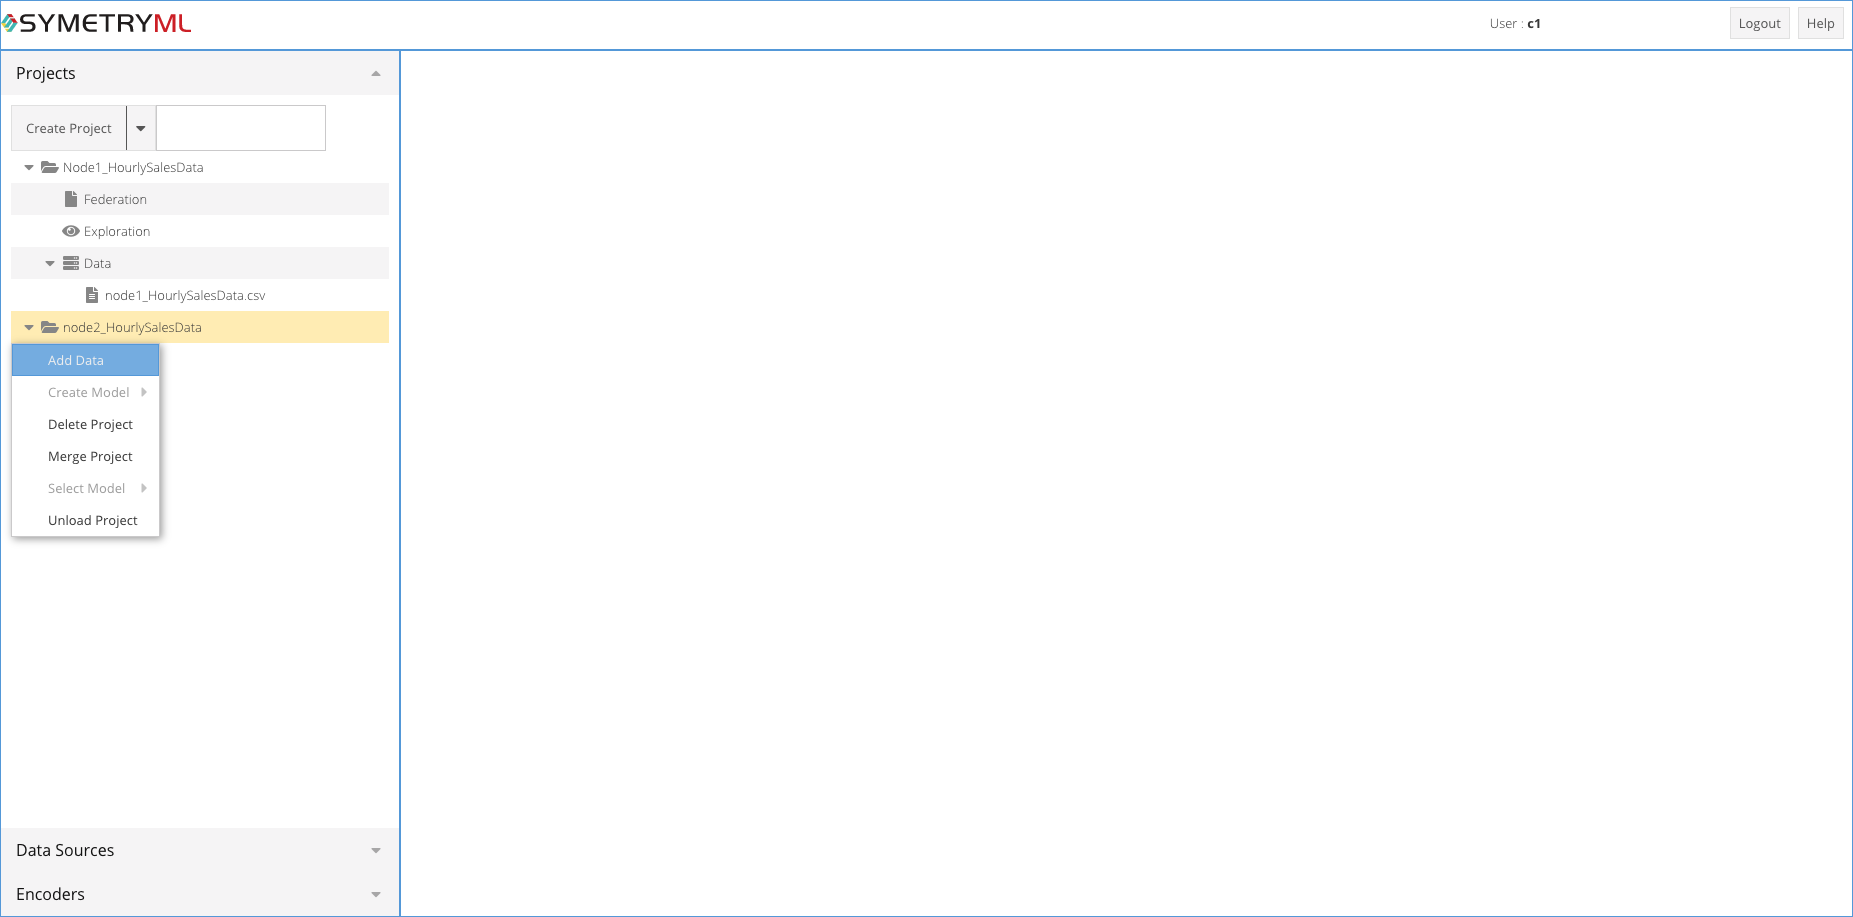 SYMETRYML
User : c1
Logout
Help
Projects
Create Project
Node1_HourlySalesData
Federation
Exploration
Data
node1_HourlySalesData.csv
node2_HourlySalesData
Add Data
Create Model
Delete Project
Merge Project
Select Model
Unload Project
Data Sources
Encoders